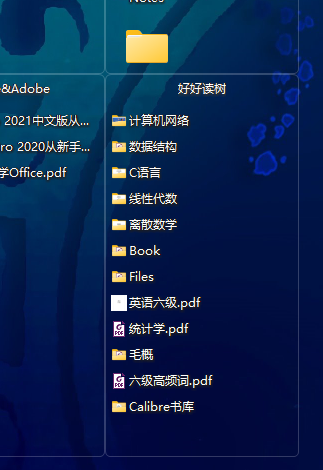 Notes
&Adobe
2021中文版从...
ro 2020从新手...
学Office.pdf
好好读树
计算机网络
数据结构
C语言
线性代数
离散数学
Book
Files
英语六级.pdf
统计学.pdf
毛概
六级高频词.pdf
Calibre书库